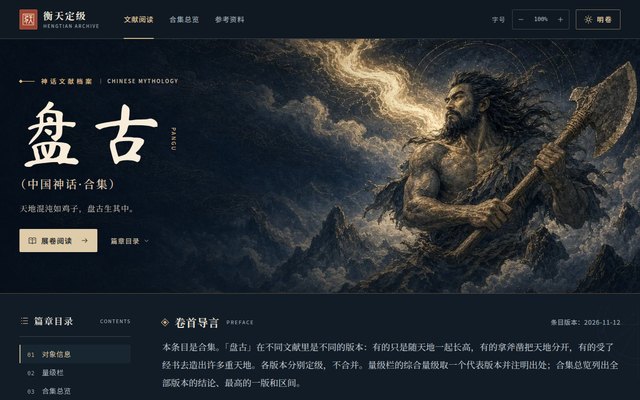 衡天定级
HENGTIAN ARCHIVE
文献阅读 合集总览 参考资料
字号 − 100% + 明卷
神话文献档案 | CHINESE MYTHOLOGY
盘古
PANGU
（中国神话·合集）
天地混沌如鸡子，盘古生其中。
展卷阅读 →
篇章目录
篇章目录 CONTENTS
01 对象信息
02 量级栏
03 合集总览
卷首导言 PREFACE
条目版本：2026-11-12
本条目是合集。「盘古」在不同文献里是不同的版本：有的只是随天地一起长高，有的拿斧凿把天地分开，有的受了
经书去造出许多重天地。各版本分别定级，不合并。量级栏的综合量级取一个代表版本并注明出处；合集总览列出全
部版本的结论、最高的一版和区间。